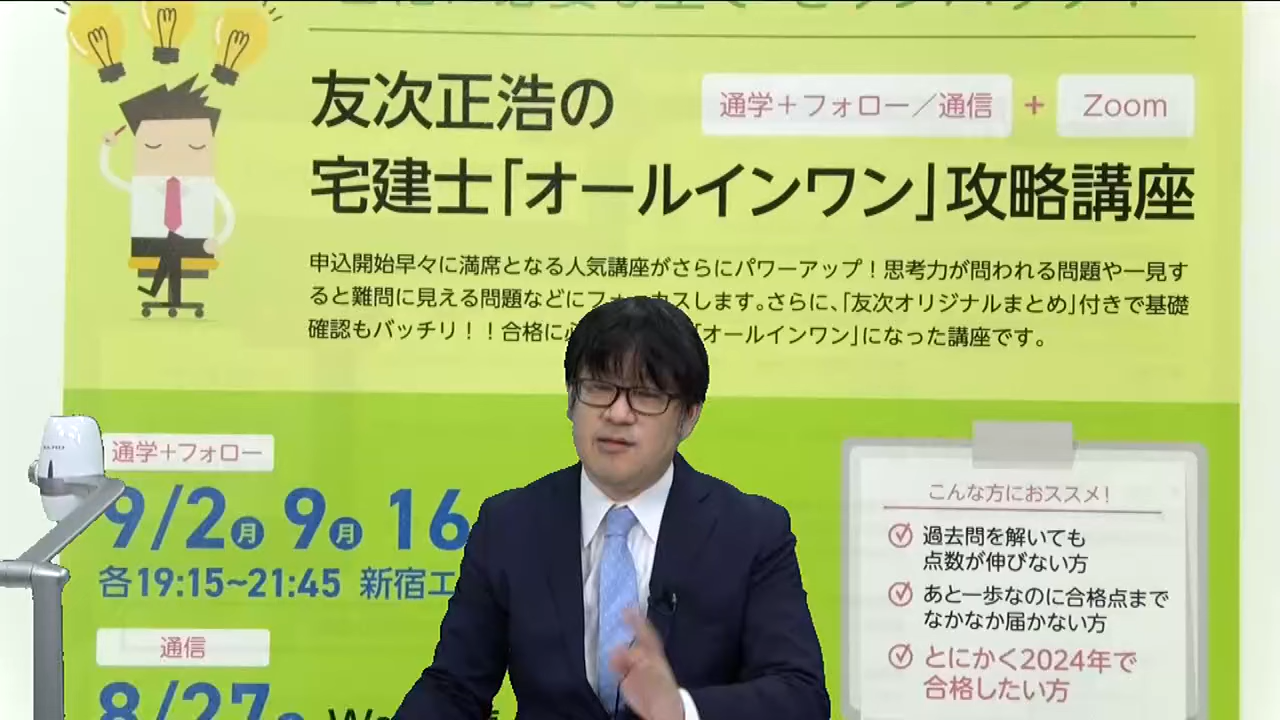 友次正浩の
通学＋フォロー／通信 + Zoom
宅建士「オールインワン」攻略講座
申込開始早々に満席となる人気講座がさらにパワーアップ！思考力が問われる問題や一見す
ると難問に見える問題などにフォーカスします。さらに、「友次オリジナルまとめ」付きで基礎
確認もバッチリ！！合格に 「オールインワン」になった講座です。
通学＋フォロー
9/2月 9月 16
各19:15~21:45 新宿エ
通信
8/27
こんな方におススメ！
過去問を解いても
点数が伸びない方
あと一歩なのに合格点まで
なかなか届かない方
とにかく2024年で
合格したい方